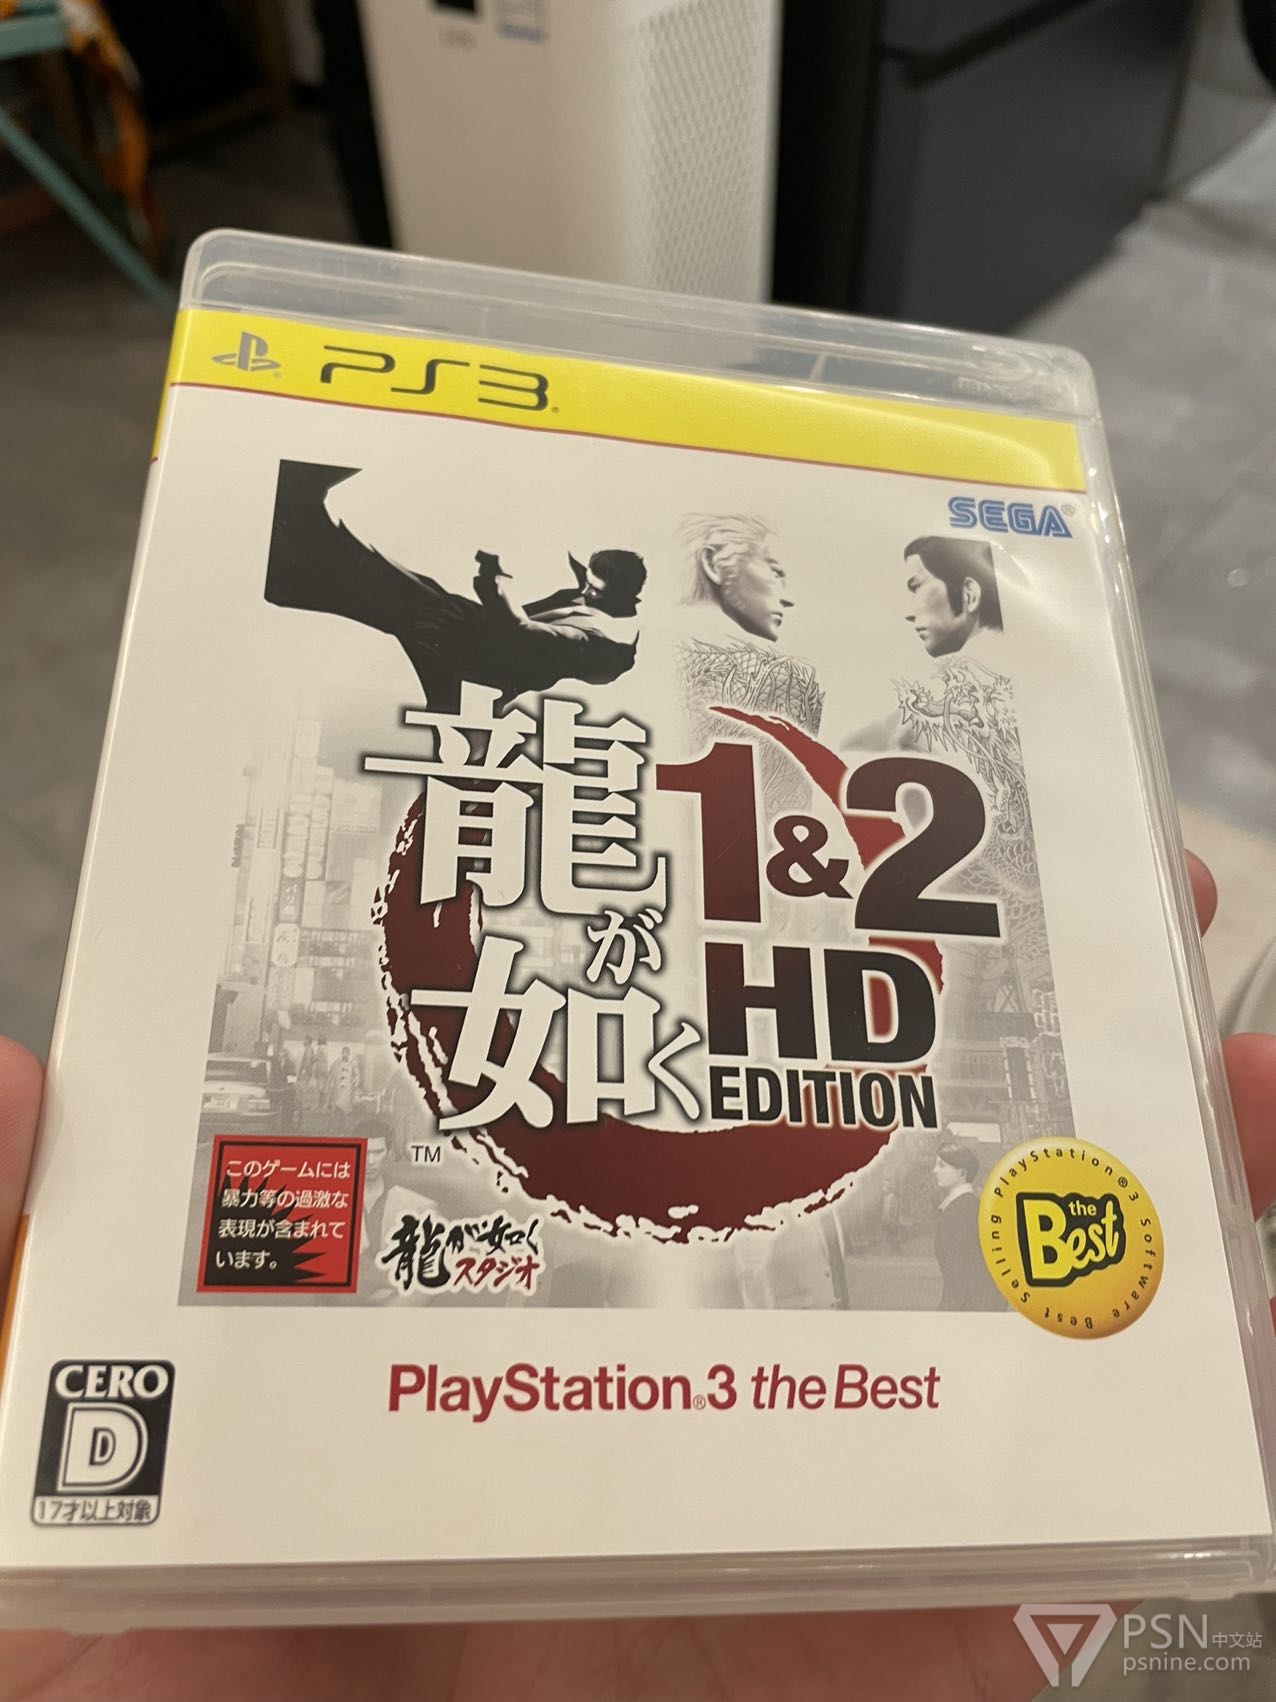 PS3
SEGA®
龍が如く
1&2
HD
EDITION
TM
このゲームには
暴力等の過激な
表現が含まれて
います。
龍が如く
スタジオ
PlayStation®3 Software Best Selling
the
Best
PlayStation®3 the Best
CERO
D
17才以上対象
PSN中文站
psnine.com